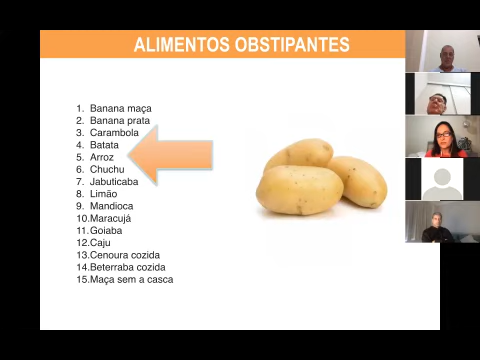 ALIMENTOS OBSTIPANTES
1. Banana maça
2. Banana prata
3. Carambola
4. Batata
5. Arroz
6. Chuchu
7. Jabuticaba
8. Limão
9. Mandioca
10.Maracujá
11.Goiaba
12.Caju
13.Cenoura cozida
14.Beterraba cozida
15.Maça sem a casca